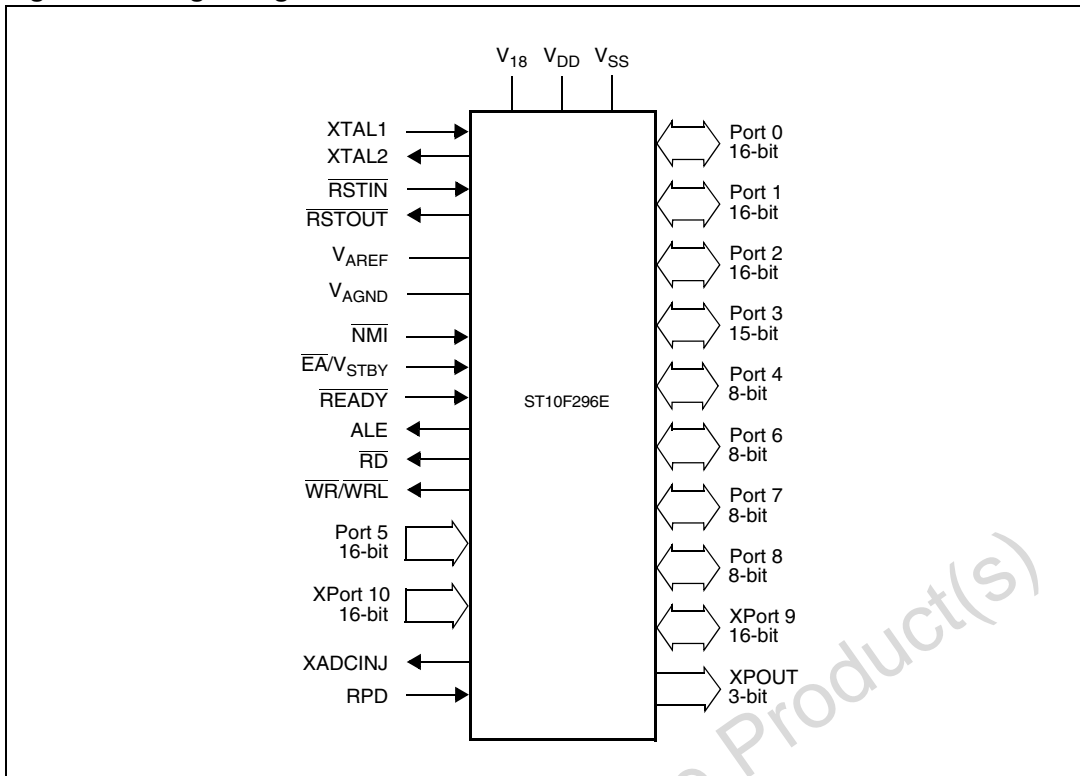 V18 VDD VSS
XTAL1
XTAL2
RSTIN
RSTOUT
VAREF
VAGND
NMI
EA/VSTBY
READY
ALE
RD
WR/WRL
Port 5
16-bit
XPort 10
16-bit
XADCINJ
RPD
ST10F296E
Port 0
16-bit
Port 1
16-bit
Port 2
16-bit
Port 3
15-bit
Port 4
8-bit
Port 6
8-bit
Port 7
8-bit
Port 8
8-bit
XPort 9
16-bit
XPOUT
3-bit
Product(s)